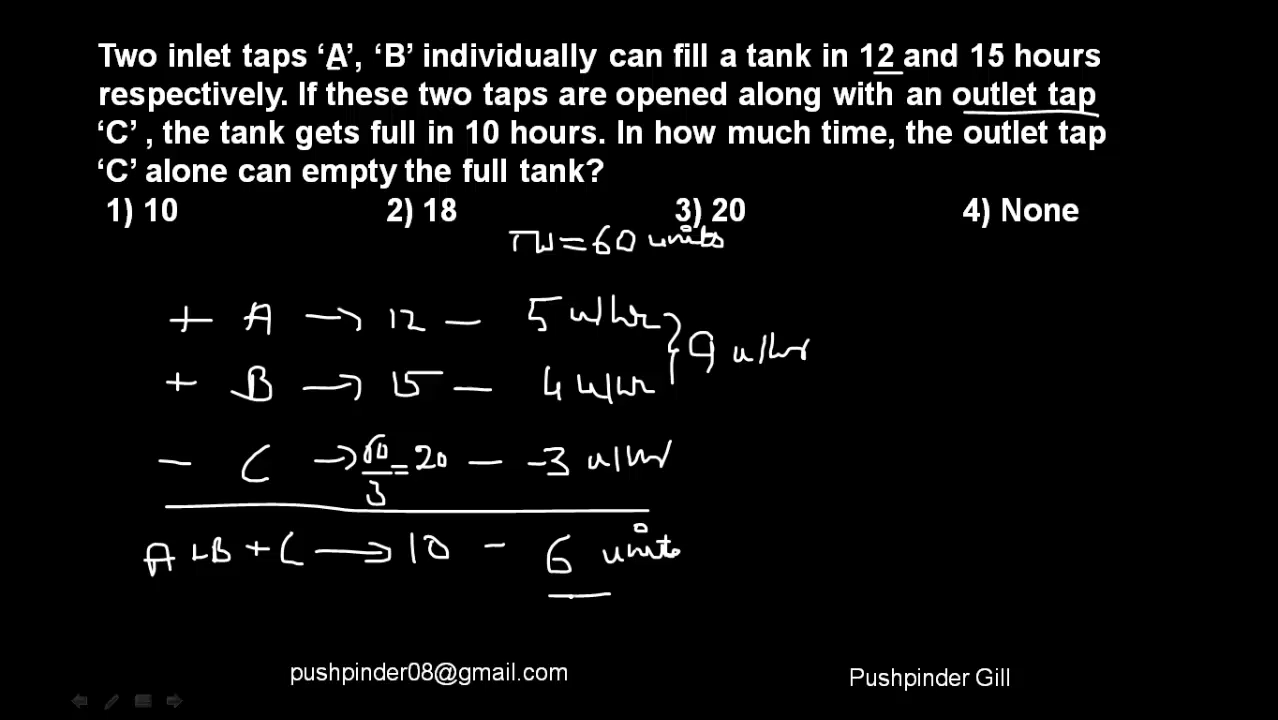 Two inlet taps ‘A’, ‘B’ individually can fill a tank in 12 and 15 hours
respectively. If these two taps are opened along with an outlet tap
‘C’ , the tank gets full in 10 hours. In how much time, the outlet tap
‘C’ alone can empty the full tank?
1) 10 2) 18 3) 20 4) None
TW = 60 units
+ A → 12 — 5 u/hr
} 9 u/hr
+ B → 15 — 4 u/hr
- C → 60/3 = 20 — -3 u/hr
A+B+C → 10 - 6 units
pushpinder08@gmail.com
Pushpinder Gill